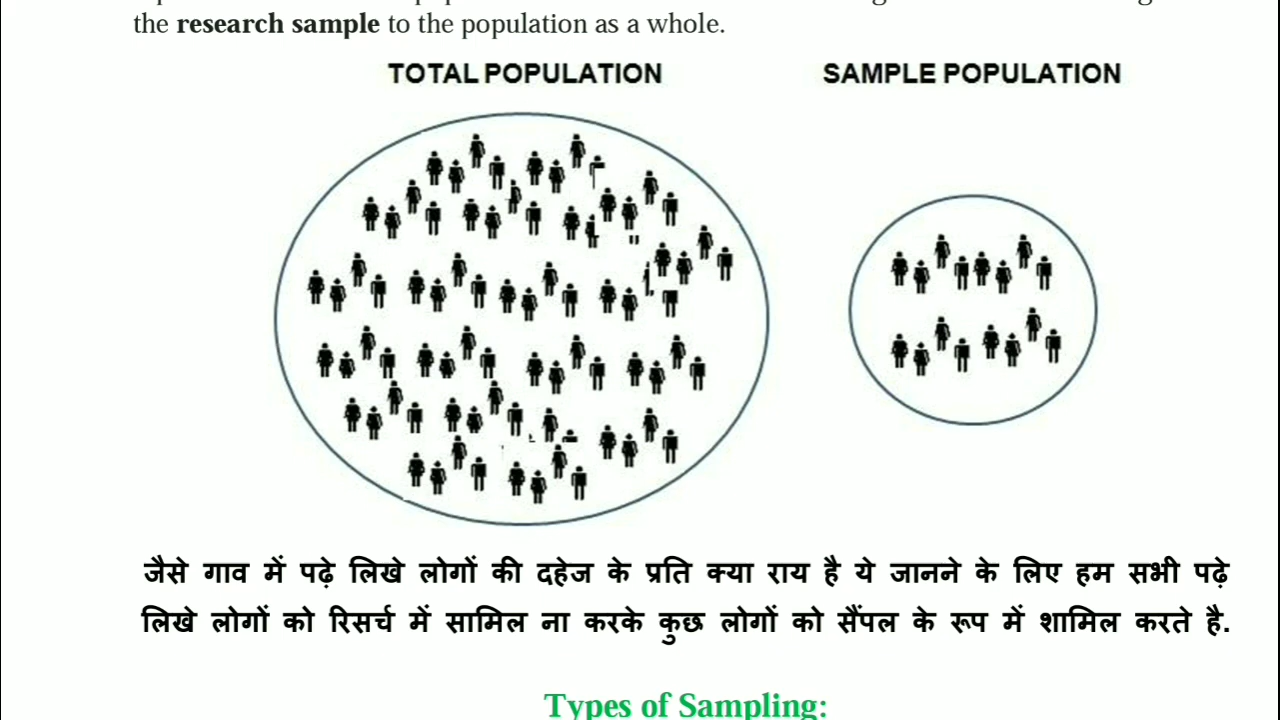 the research sample to the population as a whole.
TOTAL POPULATION
SAMPLE POPULATION
जैसे गाव में पढ़े लिखे लोगों की दहेज के प्रति क्या राय है ये जानने के लिए हम सभी पढ़े
लिखे लोगों को रिसर्च में सामिल ना करके कुछ लोगों को सैंपल के रूप में शामिल करते है.
Types of Sampling: